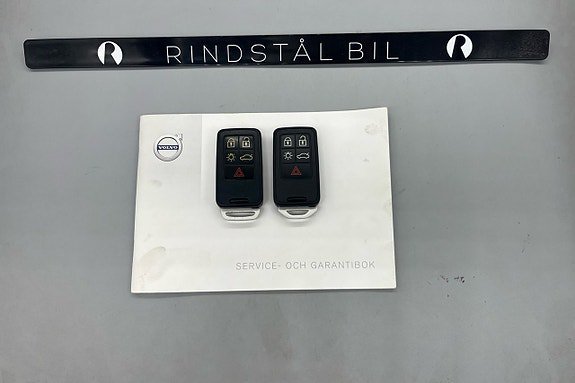 RINDSTÅL BIL
VOLVO
SERVICE- OCH GARANTIBOK